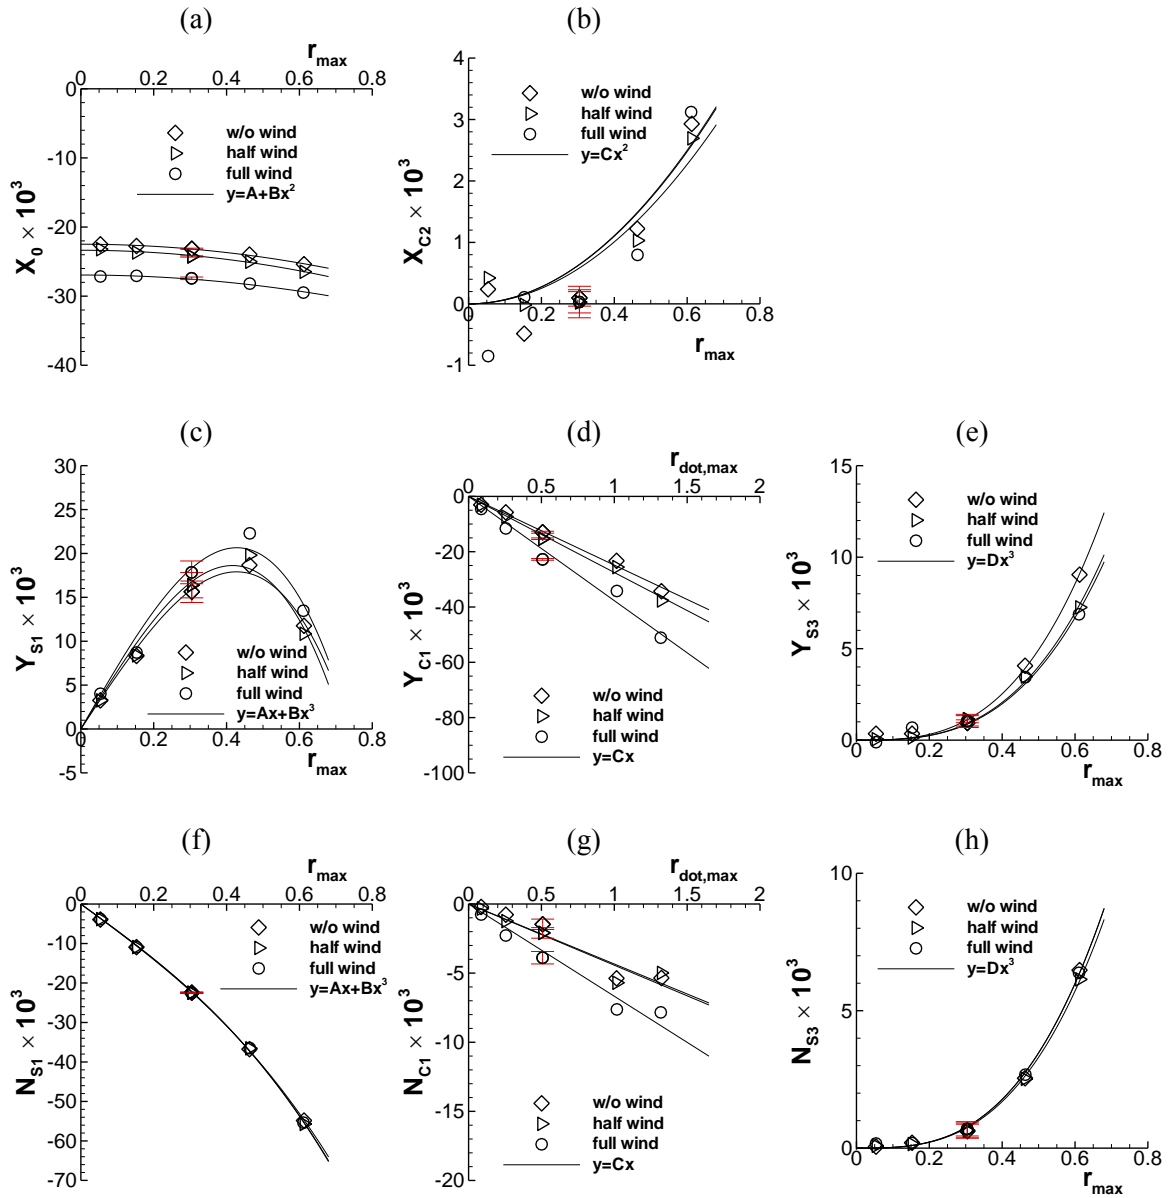 (a)
r_max
0 0.2 0.4 0.6 0.8
0
-10
-20
-30
-40
X_0 × 10^3
w/o wind
half wind
full wind
y=A+Bx^2
(b)
4
3
2
1
0
-1
X_C2 × 10^3
w/o wind
half wind
full wind
y=Cx^2
0.2 0.4 0.6 0.8
r_max
(c)
30
25
20
15
10
5
0
-5
Y_S1 × 10^3
w/o wind
half wind
full wind
y=Ax+Bx^3
0.2 0.4 0.6 0.8
r_max
(d)
r_dot,max
0 0.5 1 1.5 2
0
-20
-40
-60
-80
-100
Y_C1 × 10^3
w/o wind
half wind
full wind
y=Cx
(e)
15
10
5
0
Y_S3 × 10^3
w/o wind
half wind
full wind
y=Dx^3
0.2 0.4 0.6 0.8
r_max
(f)
r_max
0 0.2 0.4 0.6 0.8
0
-10
-20
-30
-40
-50
-60
-70
N_S1 × 10^3
w/o wind
half wind
full wind
y=Ax+Bx^3
(g)
r_dot,max
0 0.5 1 1.5 2
0
-5
-10
-15
-20
N_C1 × 10^3
w/o wind
half wind
full wind
y=Cx
(h)
10
5
0
N_S3 × 10^3
w/o wind
half wind
full wind
y=Dx^3
0 0.2 0.4 0.6 0.8
r_max